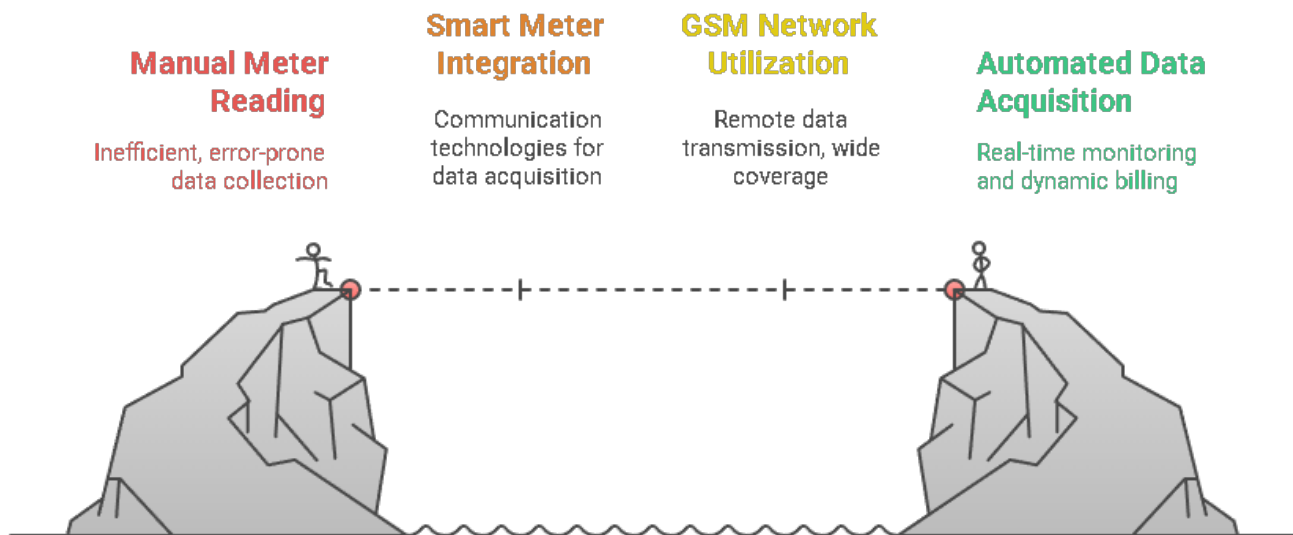 Manual Meter
Reading
Inefficient, error-prone
data collection
Smart Meter
Integration
Communication
technologies for
data acquisition
GSM Network
Utilization
Remote data
transmission, wide
coverage
Automated Data
Acquisition
Real-time monitoring
and dynamic billing